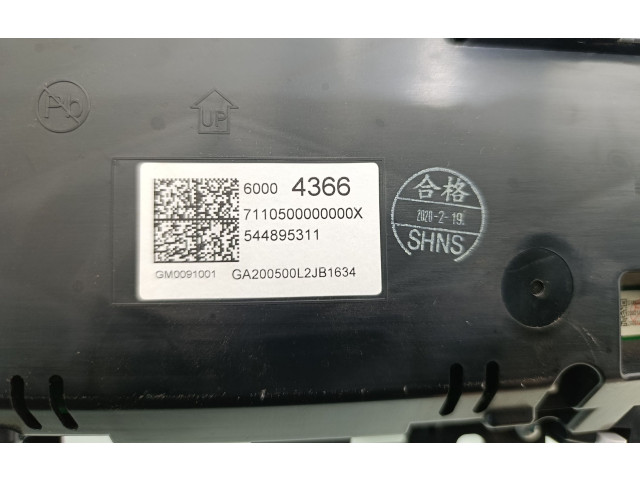 Pb
UP
6000 4366
7110500000000X
544895311
GM0091001 GA200500L2JB1634
合格
2020-2-19
SHNS